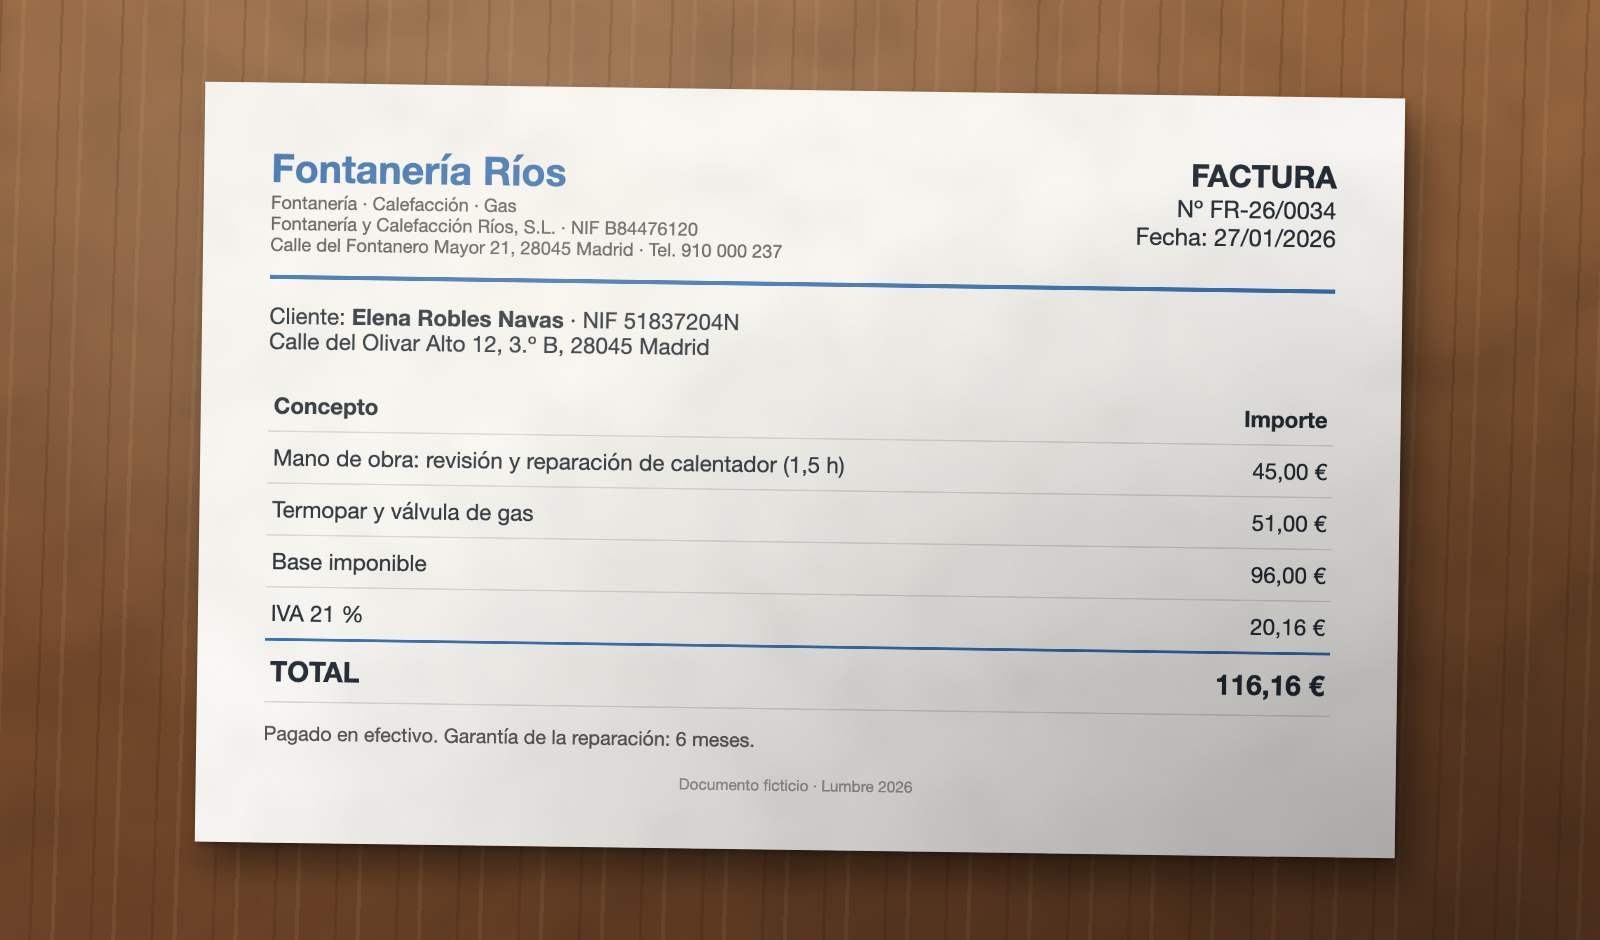 Fontanería Ríos
Fontanería · Calefacción · Gas
Fontanería y Calefacción Ríos, S.L. · NIF B84476120
Calle del Fontanero Mayor 21, 28045 Madrid · Tel. 910 000 237
FACTURA
Nº FR-26/0034
Fecha: 27/01/2026
Cliente: Elena Robles Navas · NIF 51837204N
Calle del Olivar Alto 12, 3.º B, 28045 Madrid
Concepto Importe
Mano de obra: revisión y reparación de calentador (1,5 h) 45,00 €
Termopar y válvula de gas 51,00 €
Base imponible 96,00 €
IVA 21 % 20,16 €
TOTAL 116,16 €
Pagado en efectivo. Garantía de la reparación: 6 meses.
Documento ficticio · Lumbre 2026